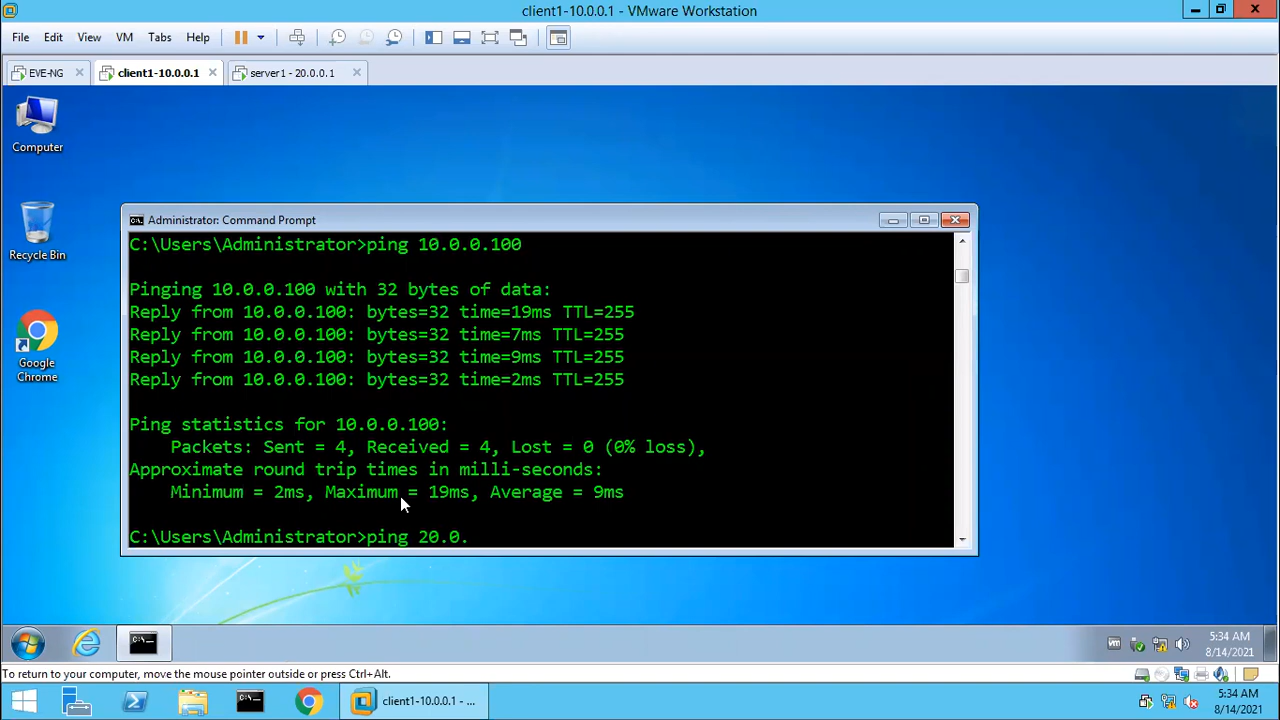 client1-10.0.0.1 - VMware Workstation
File Edit View VM Tabs Help
EVE-NG client1-10.0.0.1 server1 - 20.0.0.1
Computer
Recycle Bin
Google
Chrome
Administrator: Command Prompt
C:\Users\Administrator>ping 10.0.0.100
Pinging 10.0.0.100 with 32 bytes of data:
Reply from 10.0.0.100: bytes=32 time=19ms TTL=255
Reply from 10.0.0.100: bytes=32 time=7ms TTL=255
Reply from 10.0.0.100: bytes=32 time=9ms TTL=255
Reply from 10.0.0.100: bytes=32 time=2ms TTL=255
Ping statistics for 10.0.0.100:
Packets: Sent = 4, Received = 4, Lost = 0 (0% loss),
Approximate round trip times in milli-seconds:
Minimum = 2ms, Maximum = 19ms, Average = 9ms
C:\Users\Administrator>ping 20.0.
5:34 AM
8/14/2021
To return to your computer, move the mouse pointer outside or press Ctrl+Alt.
client1-10.0.0.1 - ...
5:34 AM
8/14/2021